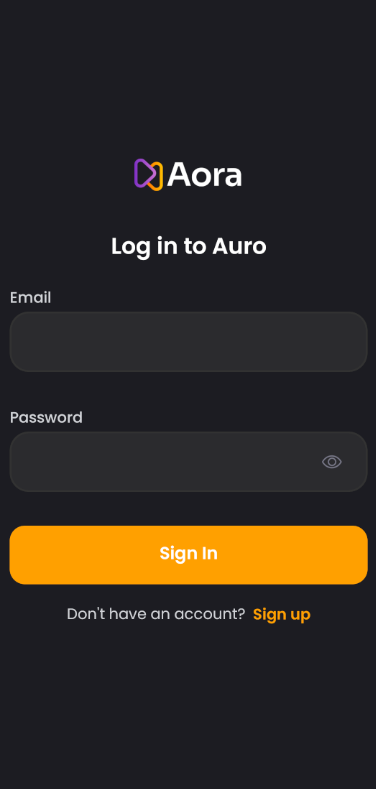 Aora
Log in to Auro
Email
Password
Sign In
Don't have an account? Sign up